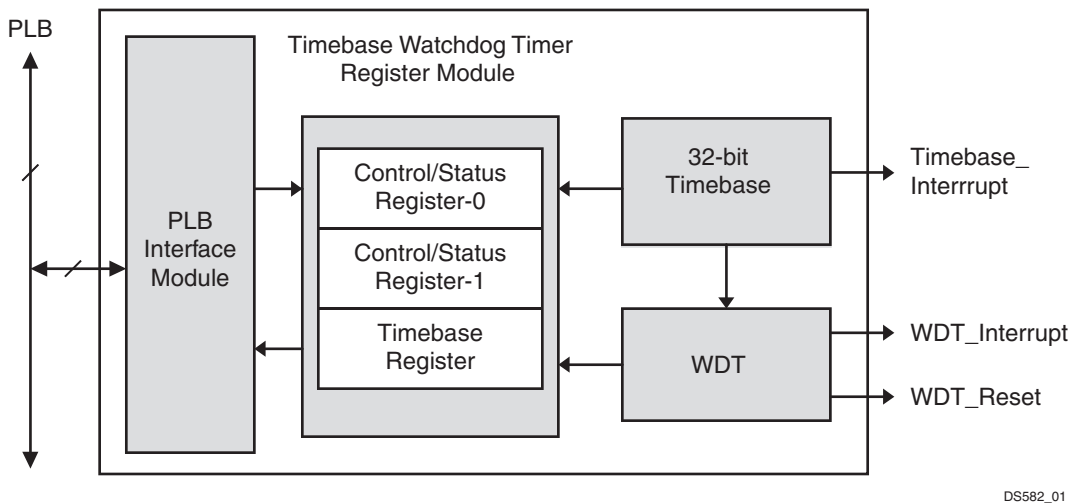 PLB
Timebase Watchdog Timer
Register Module
PLB
Interface
Module
Control/Status
Register-0
Control/Status
Register-1
Timebase
Register
32-bit
Timebase
WDT
Timebase_
Interrrupt
WDT_Interrupt
WDT_Reset
DS582_01